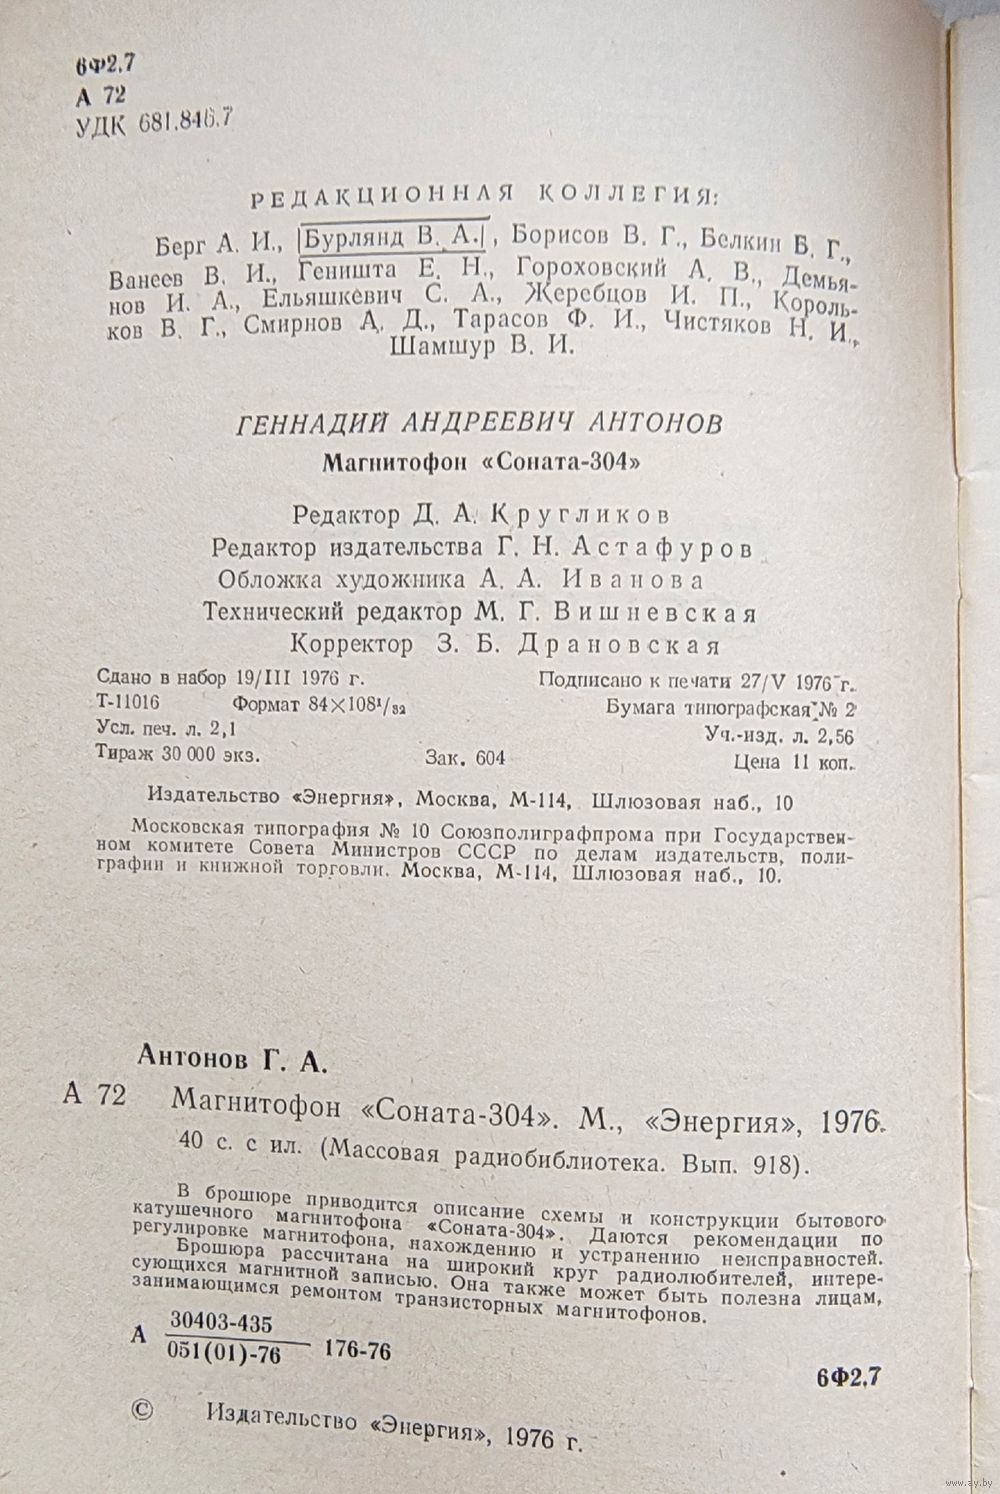 6Ф2.7
А 72
УДК 681.846.7
РЕДАКЦИОННАЯ КОЛЛЕГИЯ:
Берг А. И., Бурлянд В. А., Борисов В. Г., Белкин Б. Г.,
Ванеев В. И., Геништа Е. Н., Гороховский А. В., Демья-
нов И. А., Ельяшкевич С. А., Жеребцов И. П., Король-
ков В. Г., Смирнов А. Д., Тарасов Ф. И., Чистяков Н. И.,
Шамшур В. И.
ГЕННАДИЙ АНДРЕЕВИЧ АНТОНОВ
Магнитофон «Соната-304»
Редактор Д. А. Кругликов
Редактор издательства Г. Н. Астафуров
Обложка художника А. А. Иванова
Технический редактор М. Г. Вишневская
Корректор З. Б. Драновская
Сдано в набор 19/III 1976 г. Подписано к печати 27/V 1976 г.
Т-11016 Формат 84×108¹/₃₂ Бумага типографская № 2
Усл. печ. л. 2,1 Уч.-изд. л. 2,56
Тираж 30 000 экз. Зак. 604 Цена 11 коп.
Издательство «Энергия», Москва, М-114, Шлюзовая наб., 10
Московская типография № 10 Союзполиграфпрома при Государствен-
ном комитете Совета Министров СССР по делам издательств, поли-
графии и книжной торговли. Москва, М-114, Шлюзовая наб., 10.
Антонов Г. А.
А 72 Магнитофон «Соната-304». М., «Энергия», 1976.
40 с. с ил. (Массовая радиобиблиотека. Вып. 918).
В брошюре приводится описание схемы и конструкции бытового
катушечного магнитофона «Соната-304». Даются рекомендации по
регулировке магнитофона, нахождению и устранению неисправностей.
Брошюра рассчитана на широкий круг радиолюбителей, интере-
сующихся магнитной записью. Она также может быть полезна лицам,
занимающимся ремонтом транзисторных магнитофонов.
А 30403-435
051(01)-76 176-76
6Ф2.7
© Издательство «Энергия», 1976 г.
www.ay.by